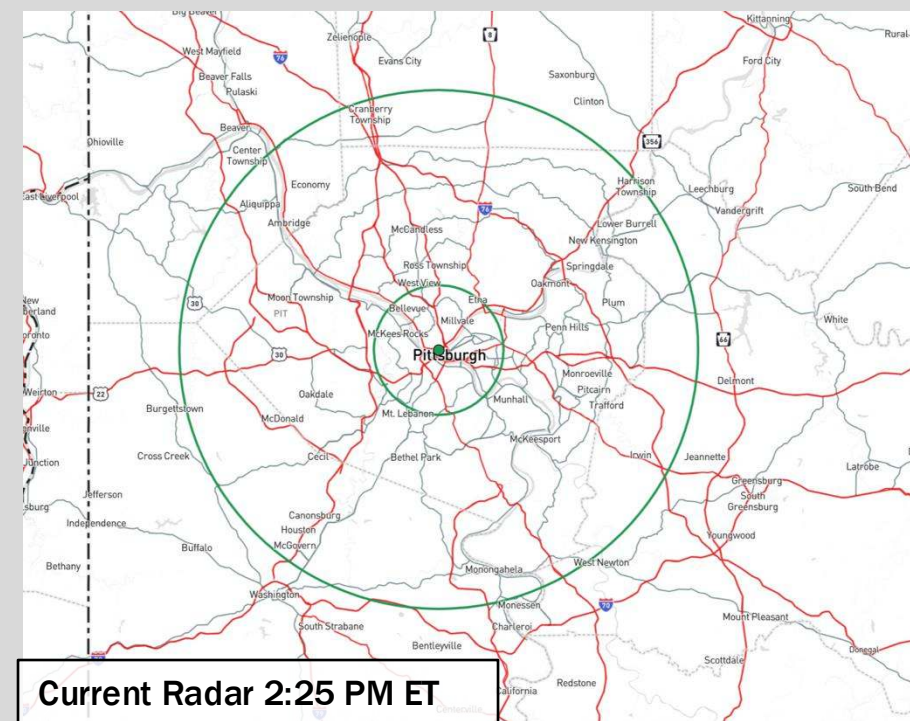 Big Beaver
Kittanning
Zelienople
8
Rural
West Mayfield
76
Evans City
Ford City
Saxonburg
Beaver Falls
Pulaski
Clinton
Cranberry
Township
Beaver
Ohioville
356
Center
Township
Economy
Harrison
Township
Leechburg
South Bend
East Liverpool
Aliquippa
76
Vandergrift
Ambridge
McCandless
Lower Burrell
New Kensington
Ross Township
Springdale
West View
Oakmont
New
berland
38
Moon Township
Etna
Plum
PIT
Bellevue
Millvale
White
oronto
McKees Rocks
Penn Hills
66
30
Pittsburgh
Monroeville
Delmont
Weirton
22
Oakdale
Pitcairn
Burgettstown
Munhall
Trafford
McDonald
Mt. Lebanon
enville
McKeesport
Cross Creek
Cecil
Bethel Park
Irwin
Jeannette
Junction
Latrobe
Greensburg
Jefferson
South
Greensburg
sburg
Independence
Canonsburg
Houston
Youngwood
Buffalo
McGovern
Bethany
Monongahela
West Newton
Washington
Monessen
70
Mount Pleasant
South Strabane
Charleroi
Bentleyville
Donegal
Scottdale
Current Radar 2:25 PM ET
California
Redstone
Centerville